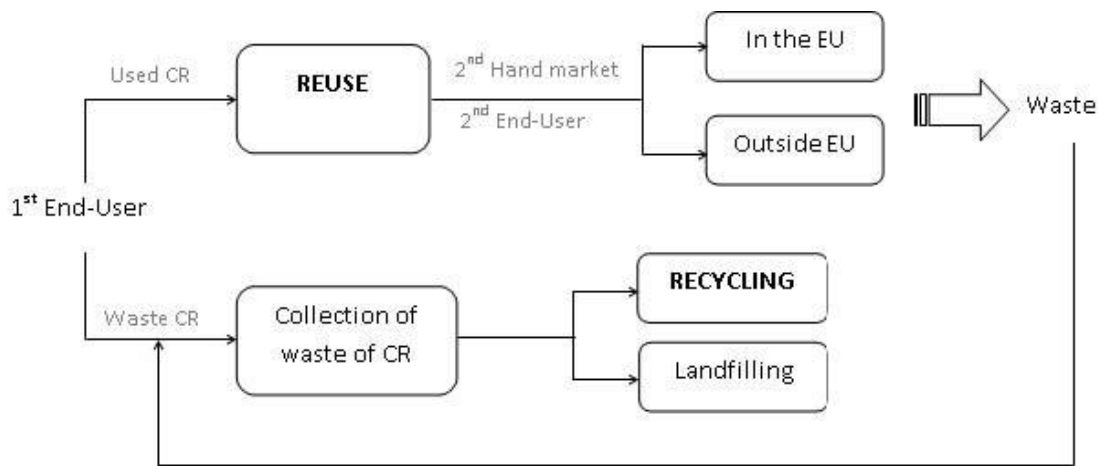 In the EU
Used CR
REUSE
2nd Hand market
2nd End-User
Waste
Outside EU
1st End-User
RECYCLING
Waste CR
Collection of
waste of CR
Landfilling